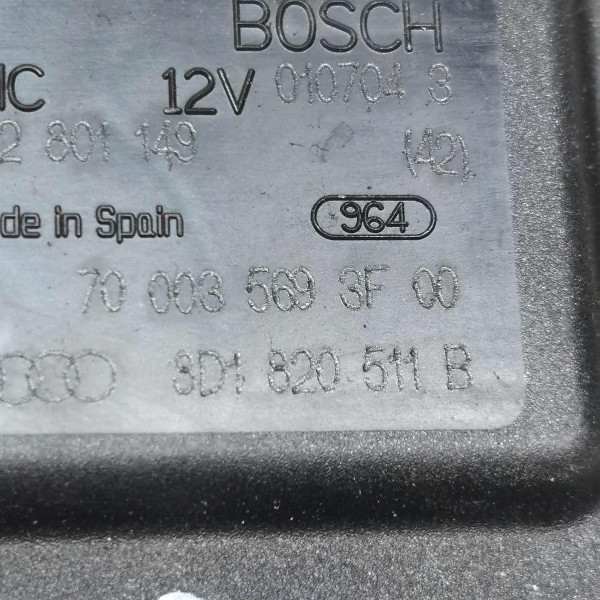 BOSCH
12V 010704 3
2 801 149 (42)
de in Spain 964
70 003 569 3F 00
8D1 820 511 B